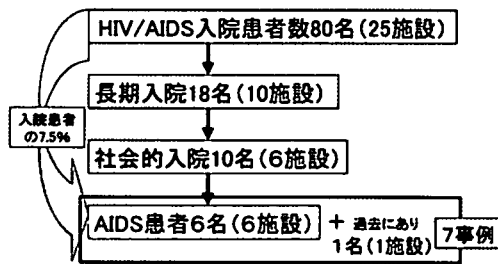 HIV/AIDS入院患者数80名(25施設)
長期入院18名(10施設)
入院患者
の7.5%
社会的入院10名(6施設)
AIDS患者6名(6施設)
+ 過去にあり
1名(1施設)
7事例